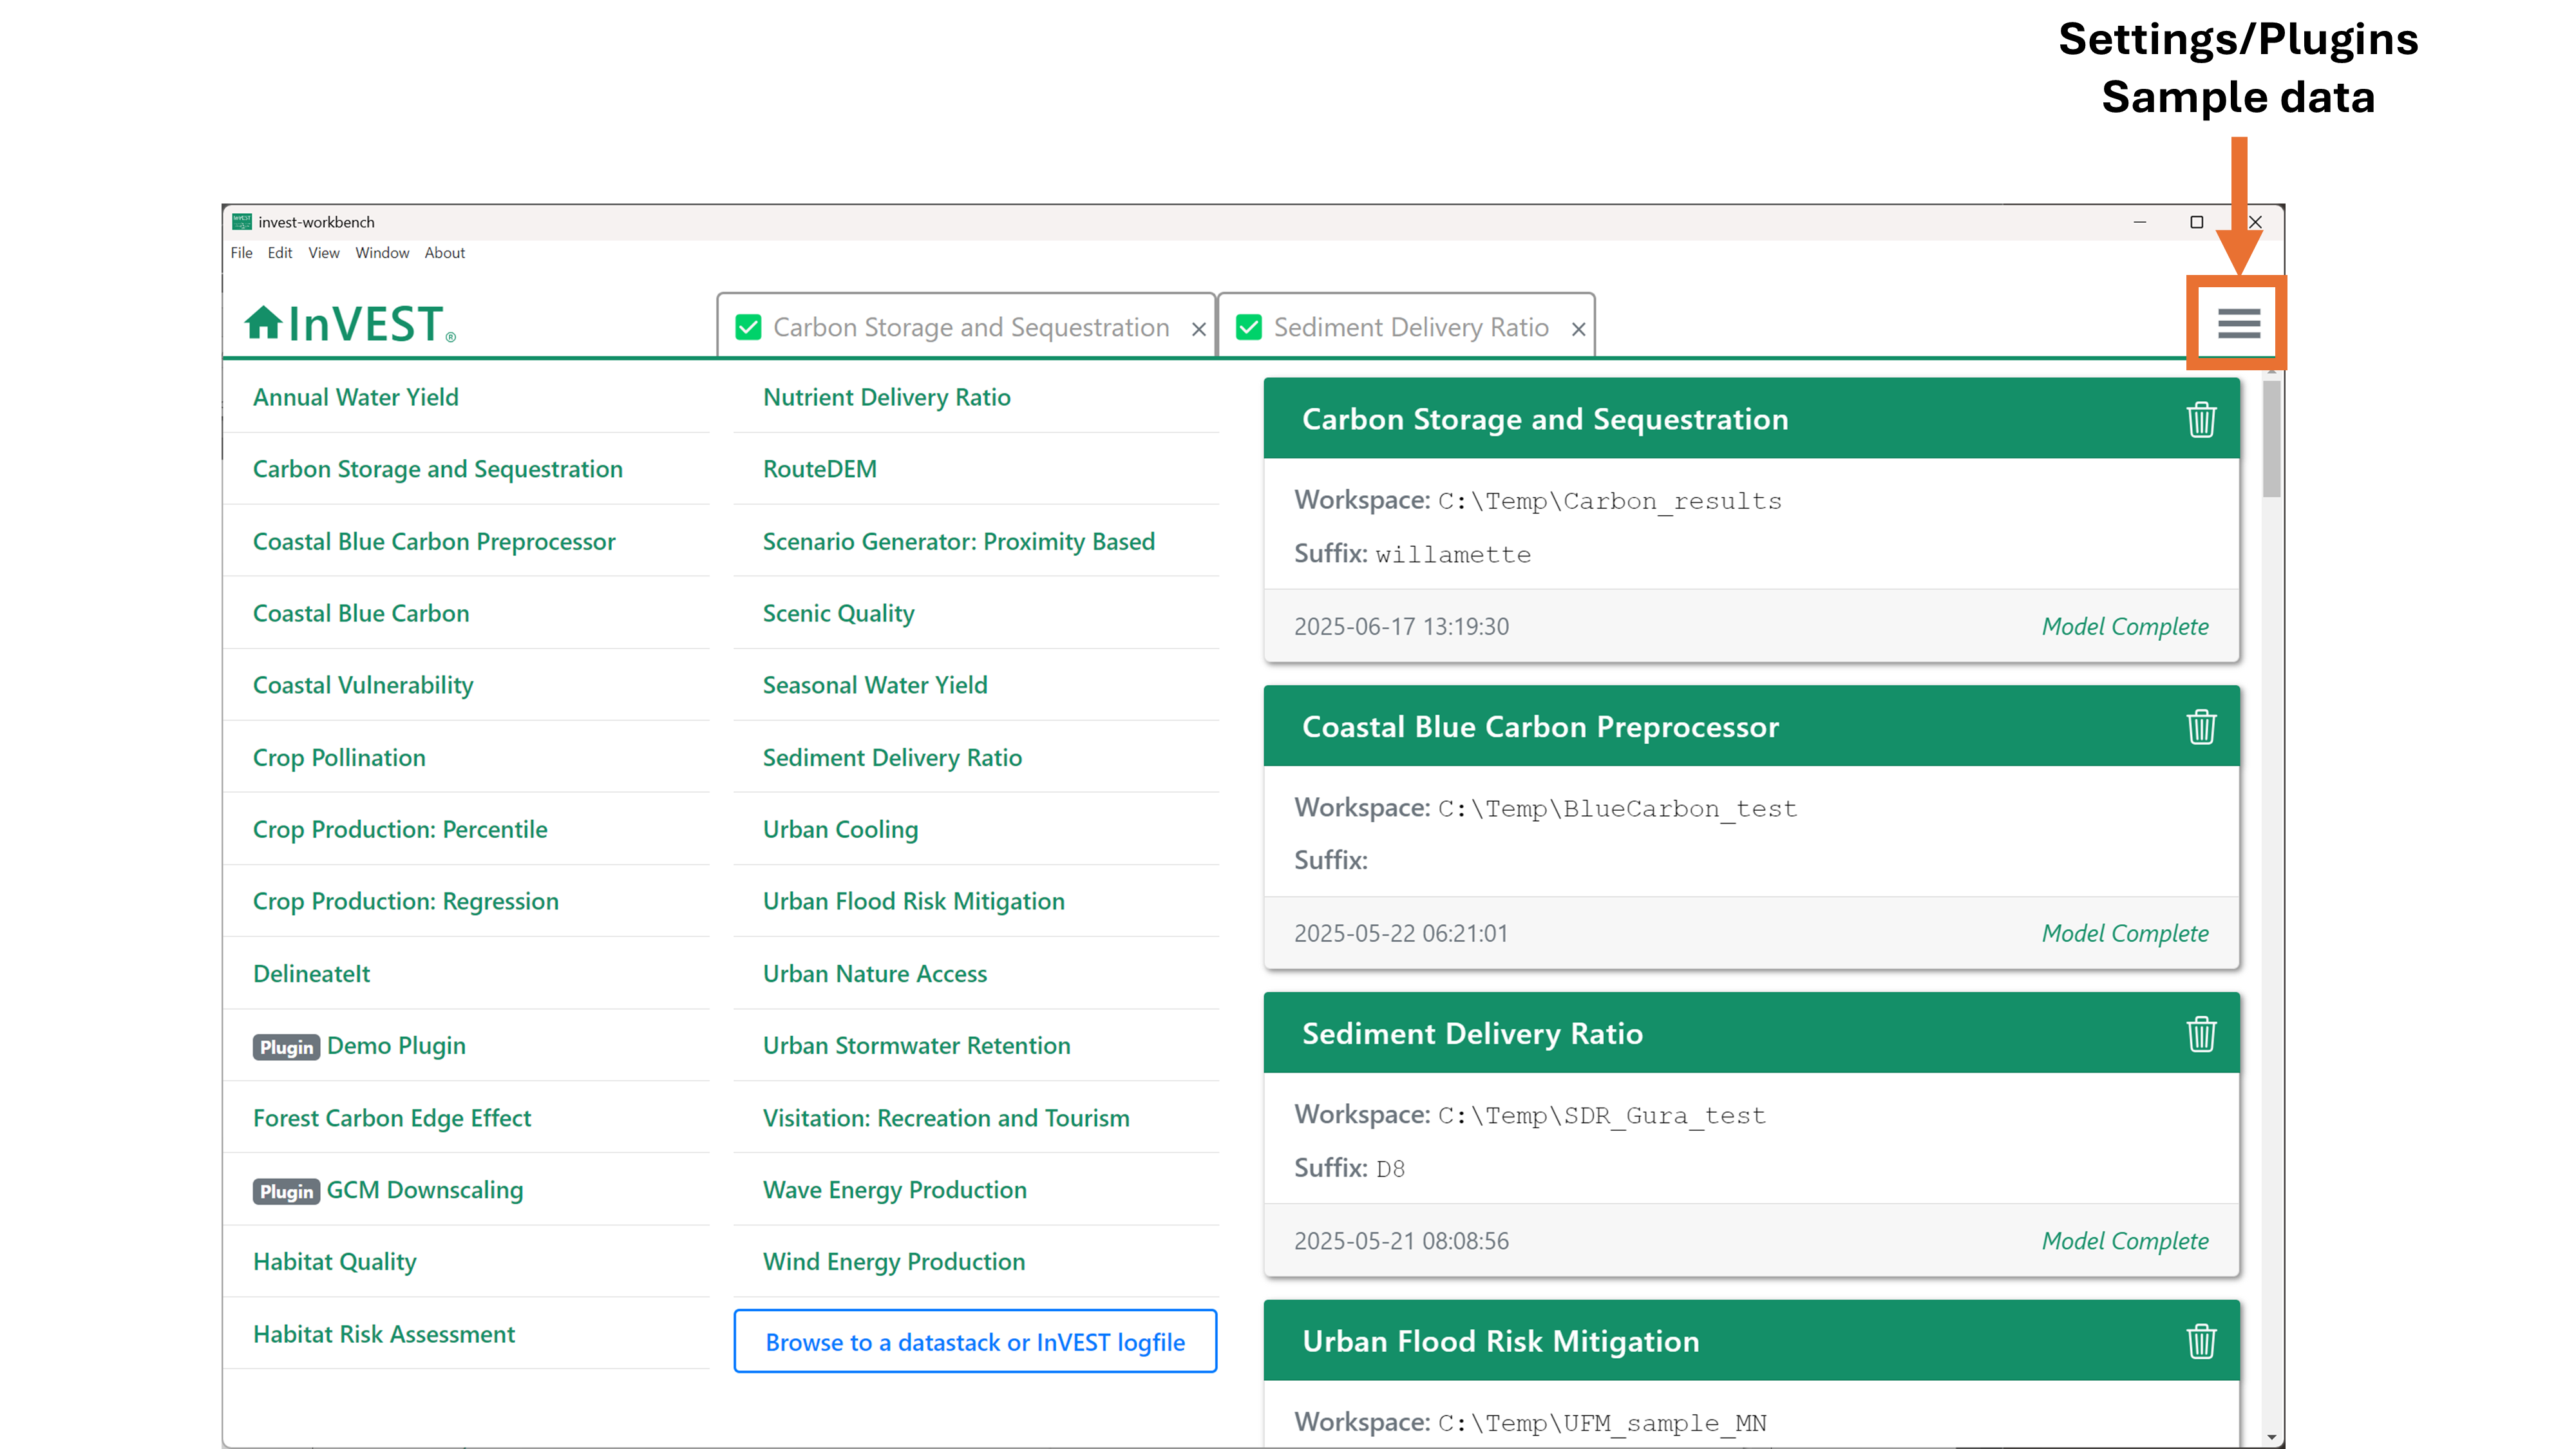 Settings/Plugins
Sample data
invest-workbench
File Edit View Window About
InVEST®
Carbon Storage and Sequestration
Sediment Delivery Ratio
Annual Water Yield
Carbon Storage and Sequestration
Coastal Blue Carbon Preprocessor
Coastal Blue Carbon
Coastal Vulnerability
Crop Pollination
Crop Production: Percentile
Crop Production: Regression
DelineateIt
Plugin Demo Plugin
Forest Carbon Edge Effect
Plugin GCM Downscaling
Habitat Quality
Habitat Risk Assessment
Nutrient Delivery Ratio
RouteDEM
Scenario Generator: Proximity Based
Scenic Quality
Seasonal Water Yield
Sediment Delivery Ratio
Urban Cooling
Urban Flood Risk Mitigation
Urban Nature Access
Urban Stormwater Retention
Visitation: Recreation and Tourism
Wave Energy Production
Wind Energy Production
Browse to a datastack or InVEST logfile
Carbon Storage and Sequestration
Workspace: C:\Temp\Carbon_results
Suffix: willamette
2025-06-17 13:19:30 Model Complete
Coastal Blue Carbon Preprocessor
Workspace: C:\Temp\BlueCarbon_test
Suffix:
2025-05-22 06:21:01 Model Complete
Sediment Delivery Ratio
Workspace: C:\Temp\SDR_Gura_test
Suffix: D8
2025-05-21 08:08:56 Model Complete
Urban Flood Risk Mitigation
Workspace: C:\Temp\UFM_sample_MN